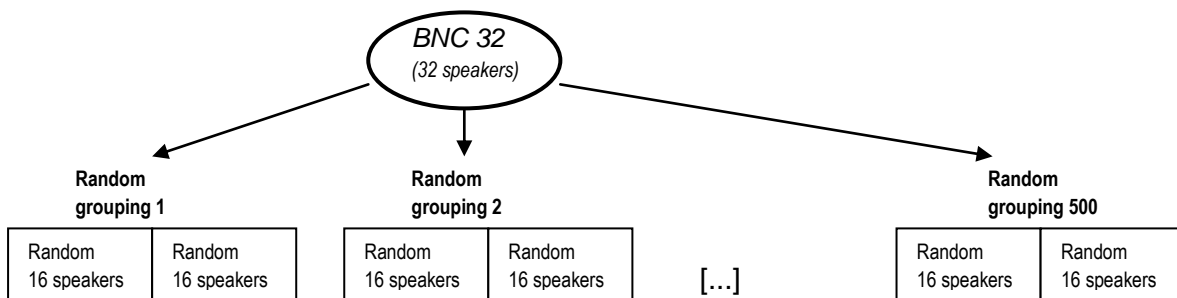 BNC 32
(32 speakers)
Random
grouping 1
Random
grouping 2
Random
grouping 500
Random
16 speakers
Random
16 speakers
Random
16 speakers
Random
16 speakers
[...]
Random
16 speakers
Random
16 speakers